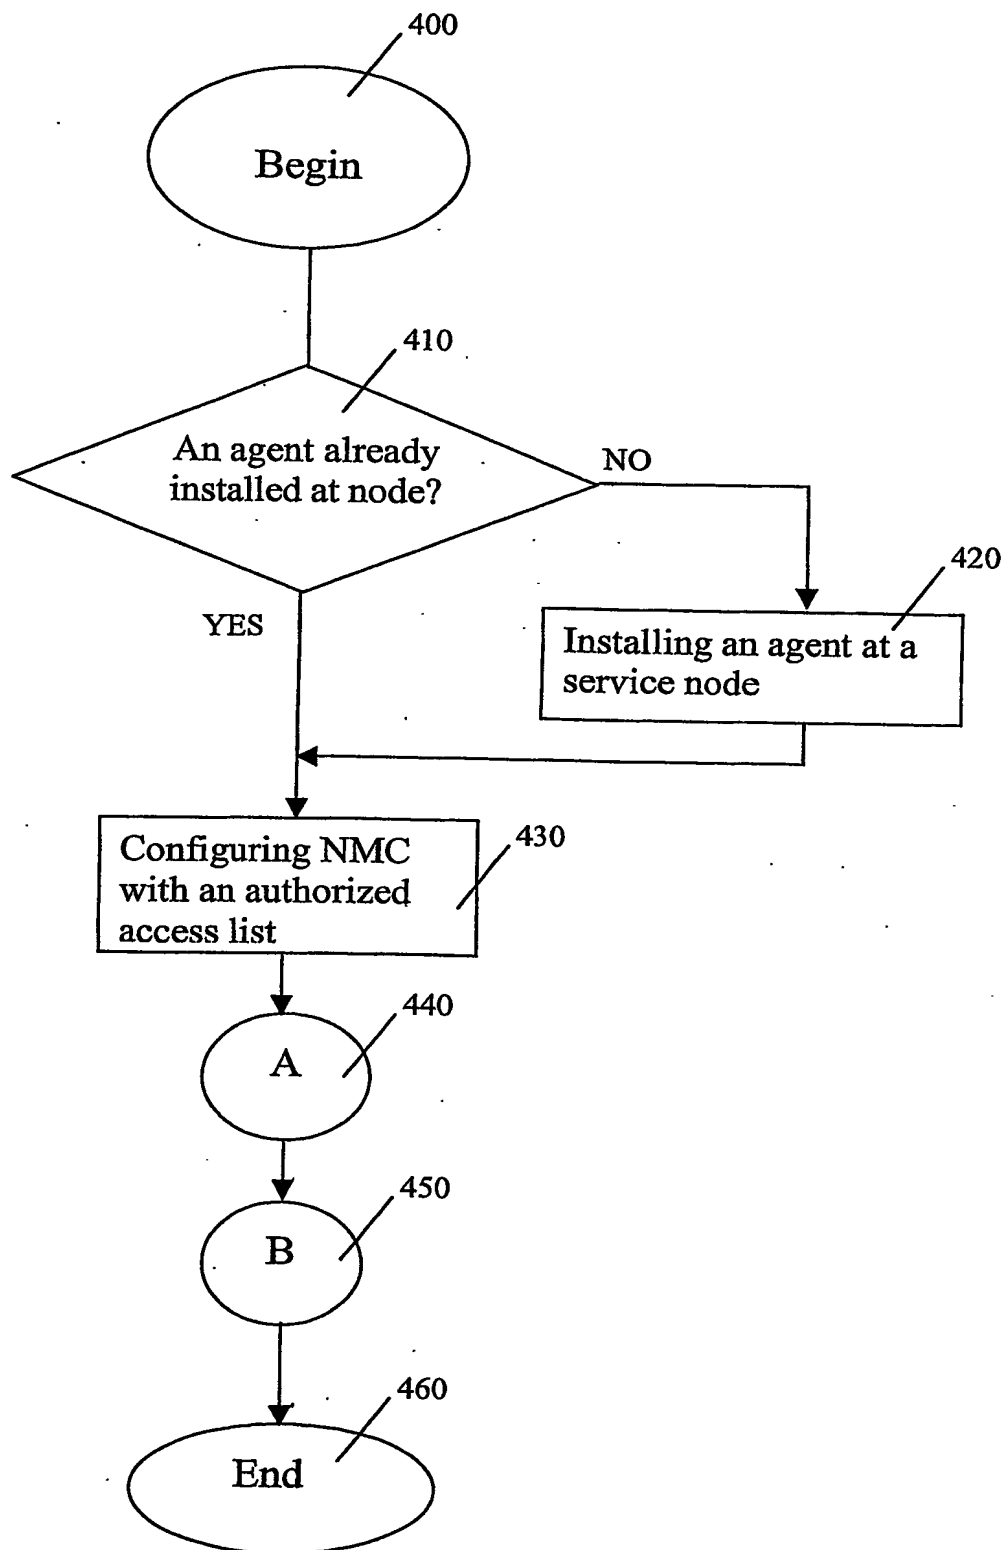 400
Begin
410
An agent already
installed at node?
NO
YES
420
Installing an agent at a
service node
Configuring NMC
with an authorized
access list
430
440
A
450
B
460
End